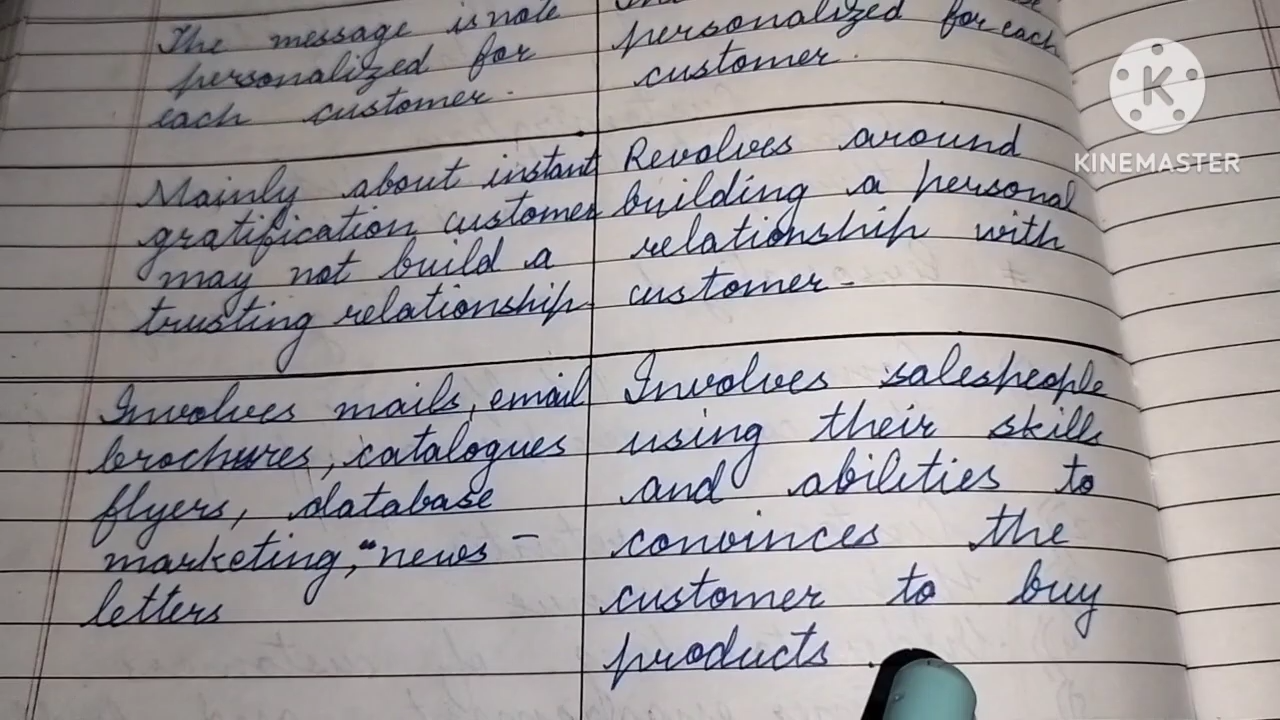 The message is note
personalized for
each customer.
personalized for each
customer.
Mainly about instant
gratification customer
may not build a
trusting relationship
Revolves around
building a personal
relationship with
customer-
Involves mails, email
brochures, catalogues
flyers, database
marketing, "news-
letters
Involves salespeople
using their skills
and abilities to
convinces the
customer to buy
products.
K
KINEMASTER